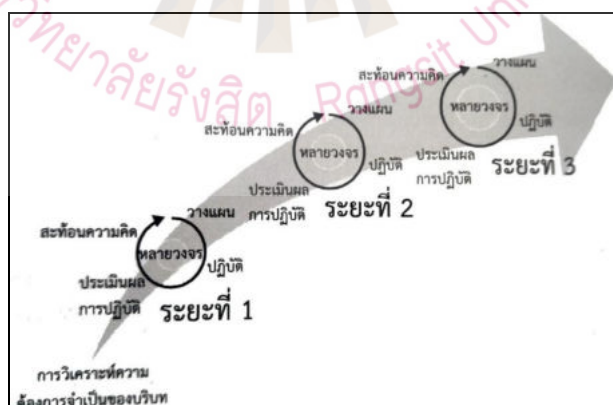 วิทยาลัยรังสิต Rangsit Uni
สะท้อนความคิด
วางแผน
หลายวงจร
ปฏิบัติ
ประเมินผล
การปฏิบัติ
ระยะที่ 3
สะท้อนความคิด
วางแผน
หลายวงจร
ปฏิบัติ
ประเมินผล
การปฏิบัติ
ระยะที่ 2
สะท้อนความคิด
วางแผน
หลายวงจร
ปฏิบัติ
ประเมินผล
การปฏิบัติ
ระยะที่ 1
การวิเคราะห์ความ
ต้องการจำเป็นของบริบท